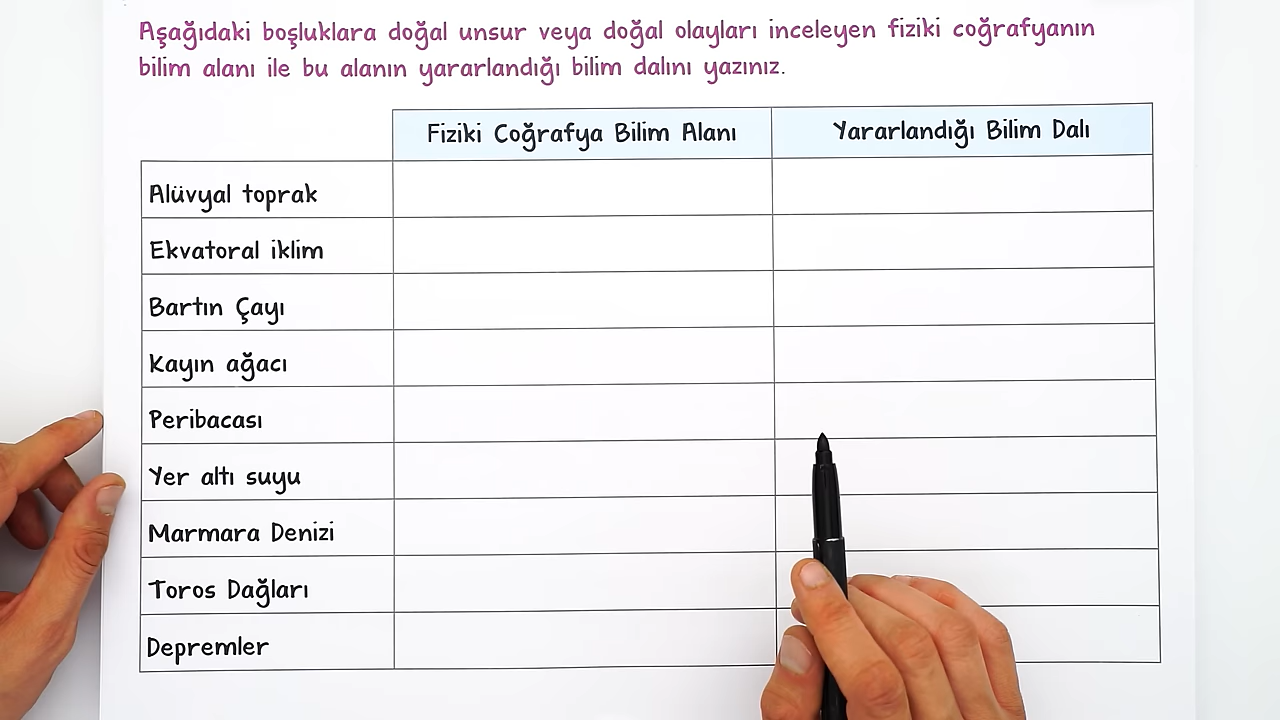 Aşağıdaki boşluklara doğal unsur veya doğal olayları inceleyen fiziki coğrafyanın
bilim alanı ile bu alanın yararlandığı bilim dalını yazınız.
Fiziki Coğrafya Bilim Alanı
Yararlandığı Bilim Dalı
Alüvyal toprak
Ekvatoral iklim
Bartın Çayı
Kayın ağacı
Peribacası
Yer altı suyu
Marmara Denizi
Toros Dağları
Depremler